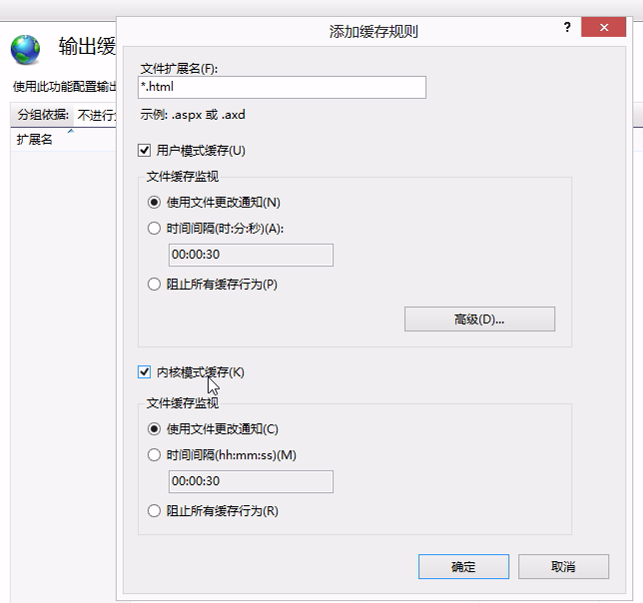 添加缓存规则
?
输出缓
使用此功能配置输出
分组依据: 不进行分
扩展名
文件扩展名(F):
*.html
示例: .aspx 或 .axd
用户模式缓存(U)
文件缓存监视
使用文件更改通知(N)
时间间隔(时:分:秒)(A):
00:00:30
阻止所有缓存行为(P)
高级(D)...
内核模式缓存(K)
文件缓存监视
使用文件更改通知(C)
时间间隔(hh:mm:ss)(M)
00:00:30
阻止所有缓存行为(R)
确定
取消